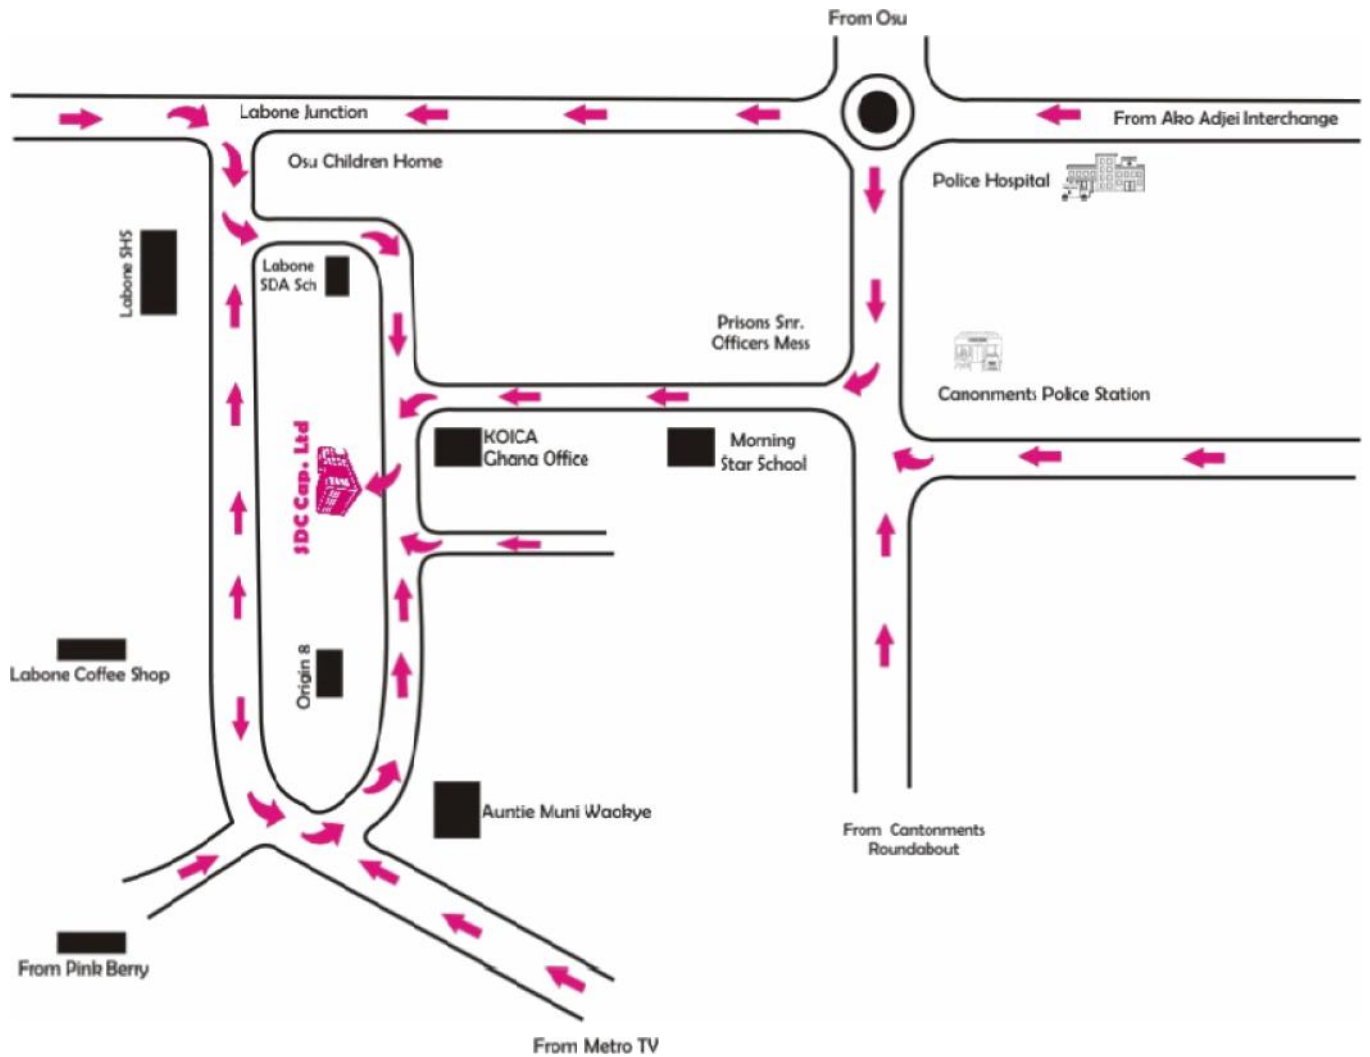 From Osu
Labone Junction
From Ako Adjei Interchange
Osu Children Home
Police Hospital
Labone SHS
Labone
SDA Sch
Prisons Snr.
Officers Mess
Canonments Police Station
SDC Cap. Ltd
KOICA
Ghana Office
Morning
Star School
Labone Coffee Shop
Origin 8
Auntie Muni Waakye
From Cantonments
Roundabout
From Pink Berry
From Metro TV